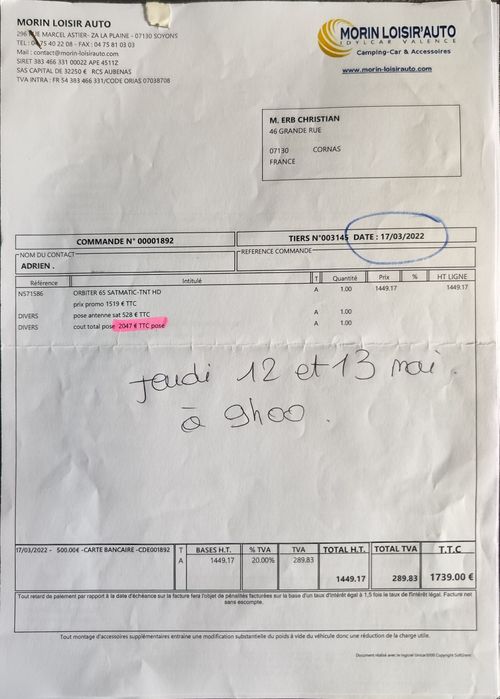 MORIN LOISIR AUTO
296 RUE MARCEL ASTIER- ZA LA PLAINE - 07130 SOYONS
TEL : 04 75 40 22 08 - FAX : 04 75 81 03 03
Mail : contact@morin-loisirauto.com
SIRET 383 466 331 00022 APE 4511Z
SAS CAPITAL DE 32250 € RCS AUBENAS
TVA INTRA : FR 54 383 466 331/CODE ORIAS 07038708
MORIN LOISIR'AUTO
IDYLCAR VALENCE
Camping-Car & Accessoires
www.morin-loisirauto.com
M. ERB CHRISTIAN
46 GRANDE RUE
07130 CORNAS
FRANCE
COMMANDE N° 00001892
TIERS N°003145 DATE : 17/03/2022
NOM DU CONTACT
ADRIEN .
REFERENCE COMMANDE
Référence Intitulé T Quantité Prix % HT LIGNE
NS71586 ORBITER 65 SATMATIC-TNT HD A 1.00 1449.17 1449.17
prix promo 1519 € TTC
DIVERS pose antenne sat 528 € TTC A 1.00
DIVERS cout total pose 2047 € TTC posé A 1.00
jeudi 12 et 13 mai.
à 9h00.
17/03/2022 - 500.00€ -CARTE BANCAIRE -CDE001892
T BASES H.T. % TVA TVA TOTAL H.T. TOTAL TVA T.T.C
A 1449.17 20.00% 289.83
1449.17 289.83 1739.00 €
Tout retard de paiement par rapport à la date d'échéance sur la facture fera l'objet de pénalités facturées sur la base d'un taux d'intérêt égal à 1,5 fois le taux de l'intérêt légal. Facture net
sans escompte.
Tout montage d'accessoires supplémentaires entraine une modification substantielle du poids à vide du véhicule donc une réduction de la charge utile.